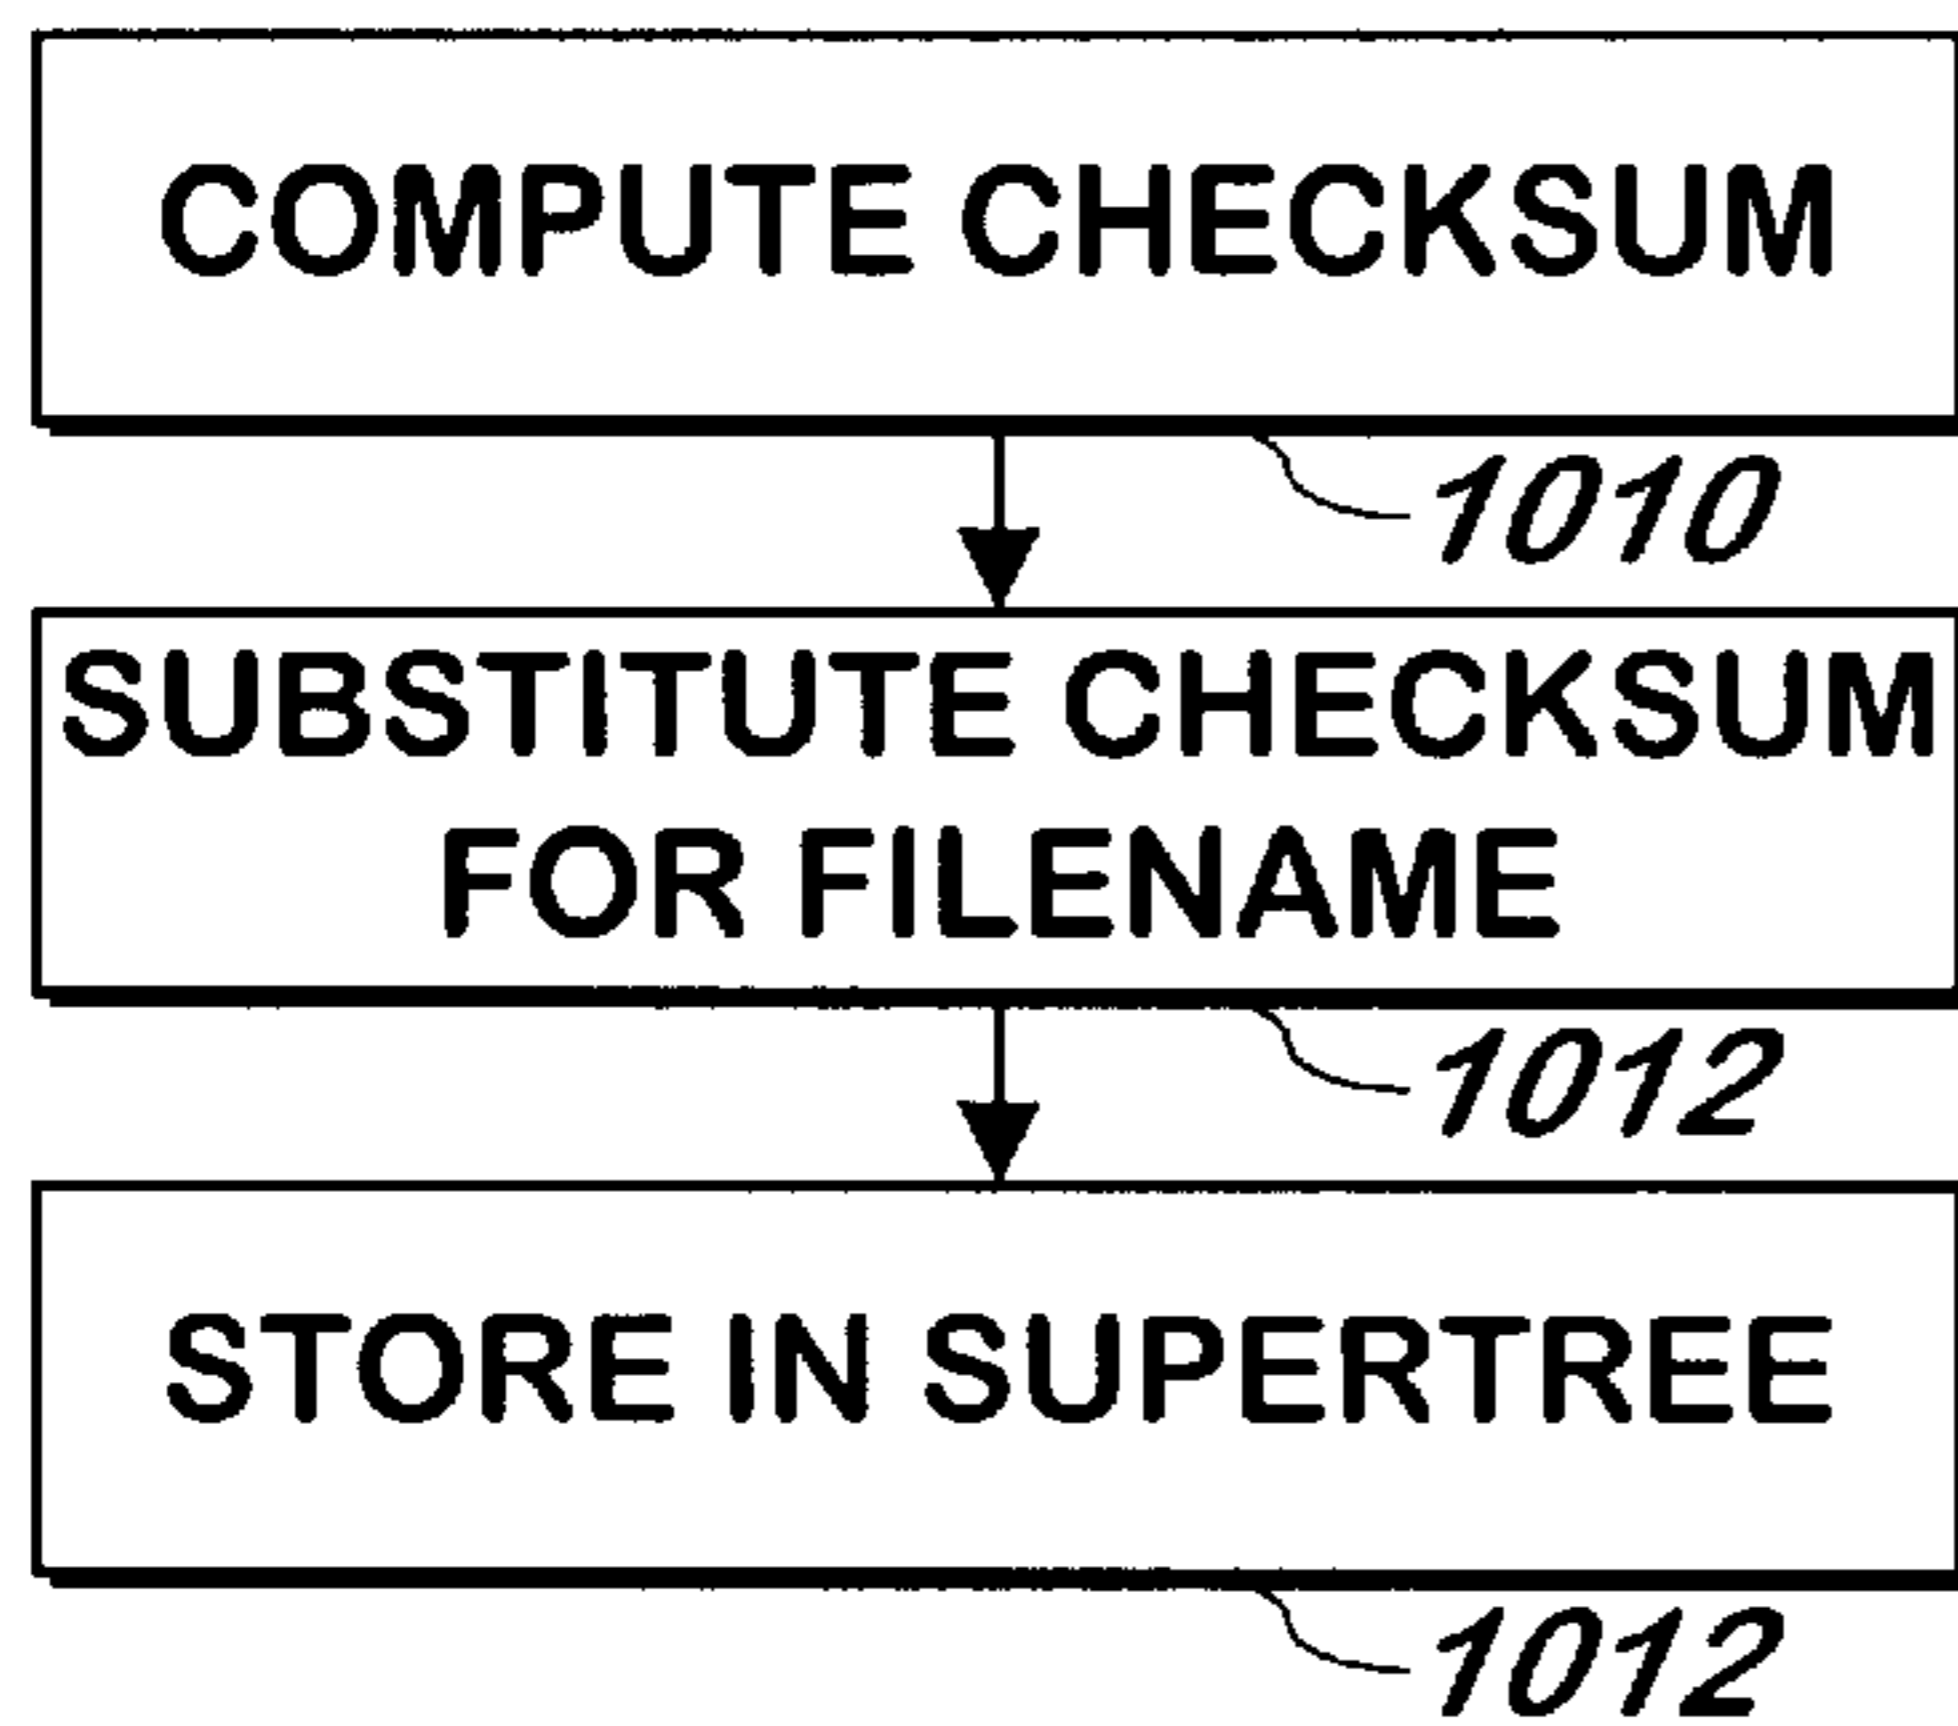 COMPUTE CHECKSUM
1010
SUBSTITUTE CHECKSUM
FOR FILENAME
1012
STORE IN SUPERTREE
1012